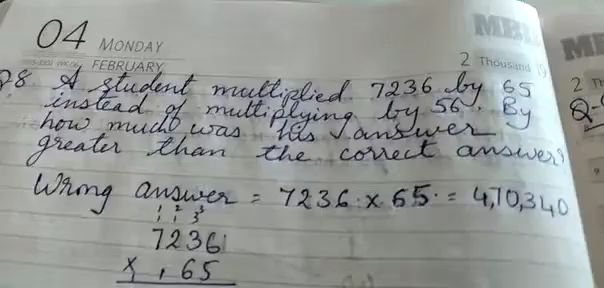 04 MONDAY
FEBRUARY
2 Thousand
Q8 A student multiplied 7236 by 65
instead of multiplying by 56. By
how much was his answer
greater than the correct answer?
Wrong answer = 7236 x 65 = 4,70,340
7236
x 65